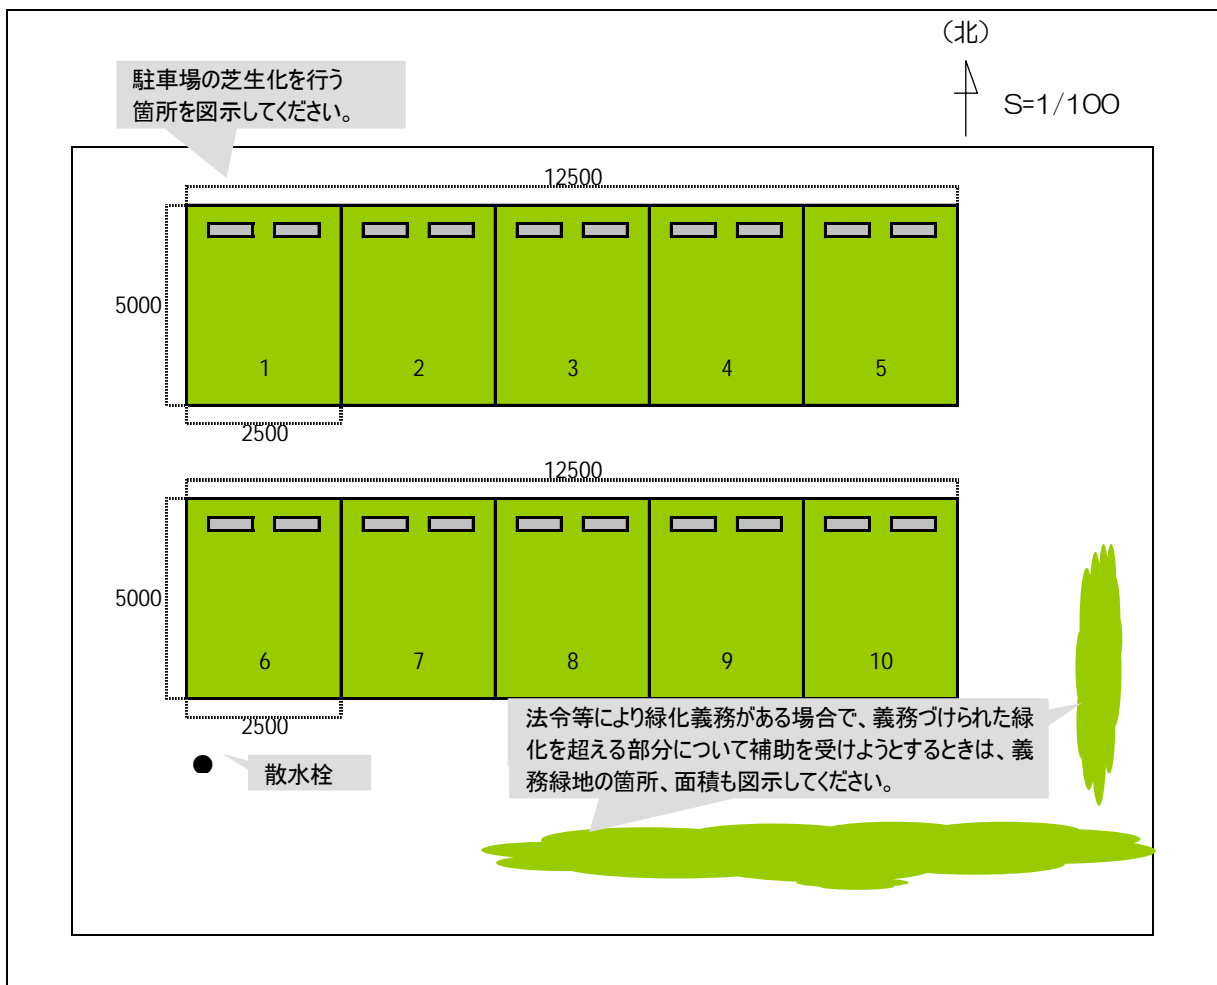 （北）
S=1/100
駐車場の芝生化を行う
箇所を図示してください。
12500
5000
1
2
3
4
5
2500
12500
5000
6
7
8
9
10
2500
散水栓
法令等により緑化義務がある場合で、義務づけられた緑
化を超える部分について補助を受けようとするときは、義
務緑地の箇所、面積も図示してください。